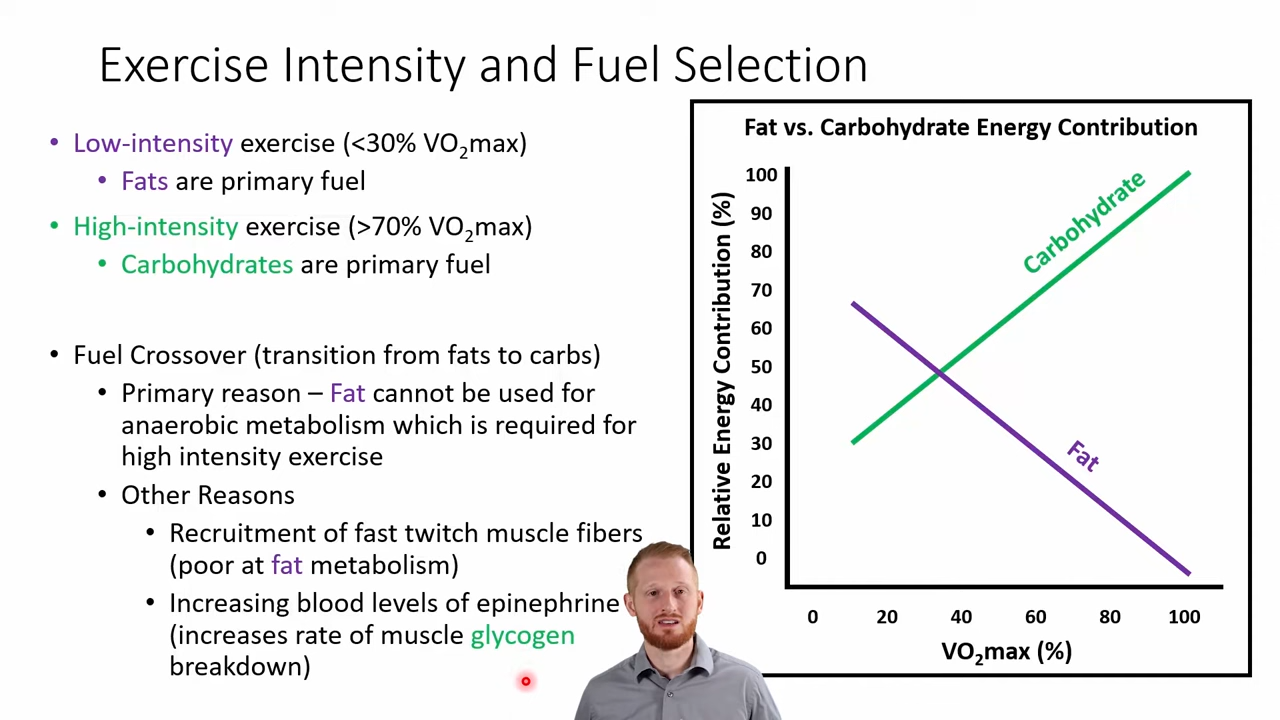 Exercise Intensity and Fuel Selection
• Low-intensity exercise (<30% VO₂max)
• Fats are primary fuel
• High-intensity exercise (>70% VO₂max)
• Carbohydrates are primary fuel
• Fuel Crossover (transition from fats to carbs)
• Primary reason – Fat cannot be used for
anaerobic metabolism which is required for
high intensity exercise
• Other Reasons
• Recruitment of fast twitch muscle fibers
(poor at fat metabolism)
• Increasing blood levels of epinephrine
(increases rate of muscle glycogen
breakdown)
Fat vs. Carbohydrate Energy Contribution
Relative Energy Contribution (%)
100
90
80
70
60
50
40
30
20
10
0
Carbohydrate
Fat
0 20 40 60 80 100
VO₂max (%)